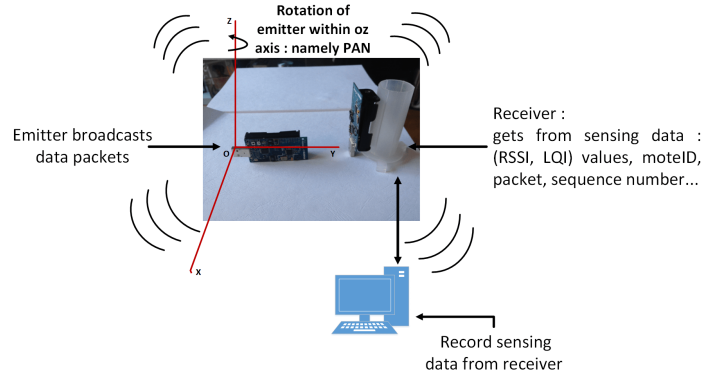 Rotation of
emitter within oz
axis : namely PAN
Z
Emitter broadcasts
data packets
O
Y
X
Receiver :
gets from sensing data :
(RSSI, LQI) values, moteID,
packet, sequence number...
Record sensing
data from receiver